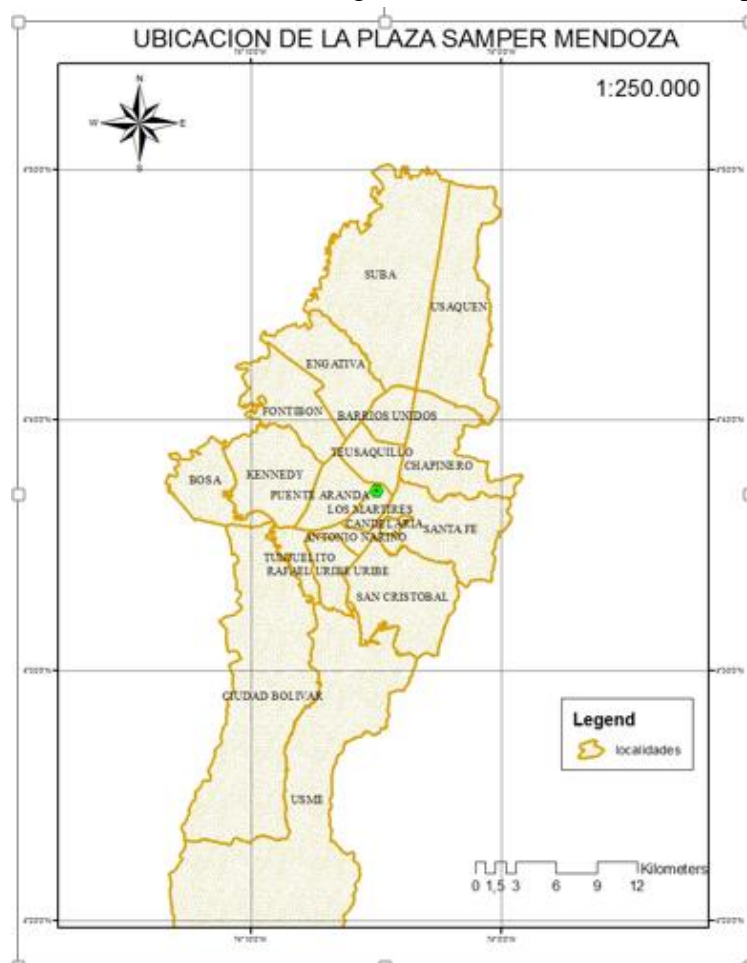 UBICACION DE LA PLAZA SAMPER MENDOZA
1:250.000
N
W
E
S
SUBA
USAQUEN
ENGATIVA
FONTIBON
BARRIOS UNIDOS
TEUSAQUILLO
CHAPINERO
BOSA
KENNEDY
PUENTE ARANDA
LOS MARTIRES
CANDELARIA
SANTA FE
ANTONIO NARIÑO
TUNJUELITO
RAFAEL URIBE URIBE
SAN CRISTOBAL
CIUDAD BOLIVAR
Legend
localidades
USME
Kilometers
0 1,5 3 6 9 12